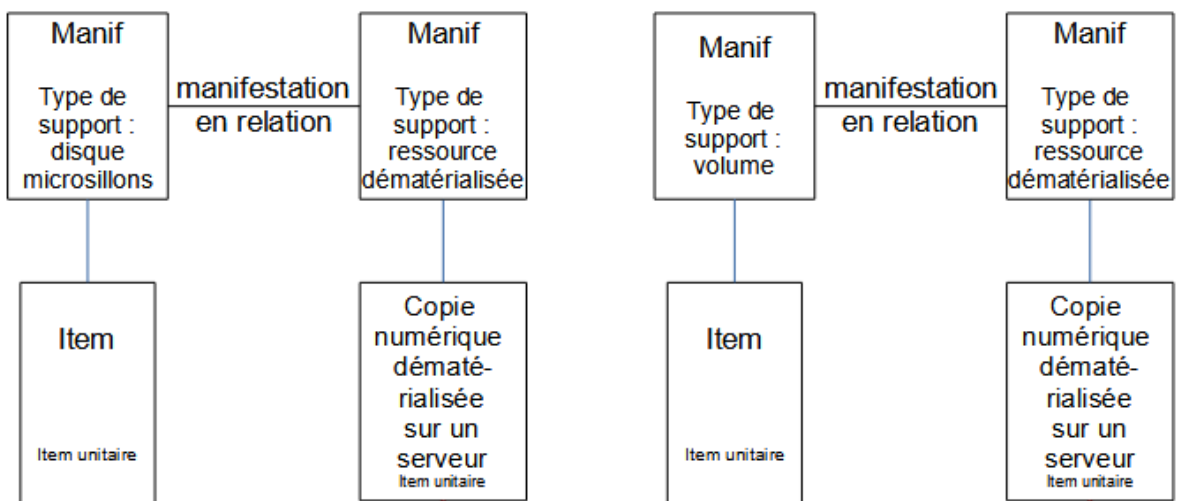 Manif
Type de
support :
disque
microsillons
manifestation
en relation
Manif
Type de
support :
ressource
dématérialisée
Manif
Type de
support :
volume
manifestation
en relation
Manif
Type de
support :
ressource
dématérialisée
Item
Item unitaire
Copie
numérique
dématé-
rialisée
sur un
serveur
Item unitaire
Item
Item unitaire
Copie
numérique
dématé-
rialisée
sur un
serveur
Item unitaire